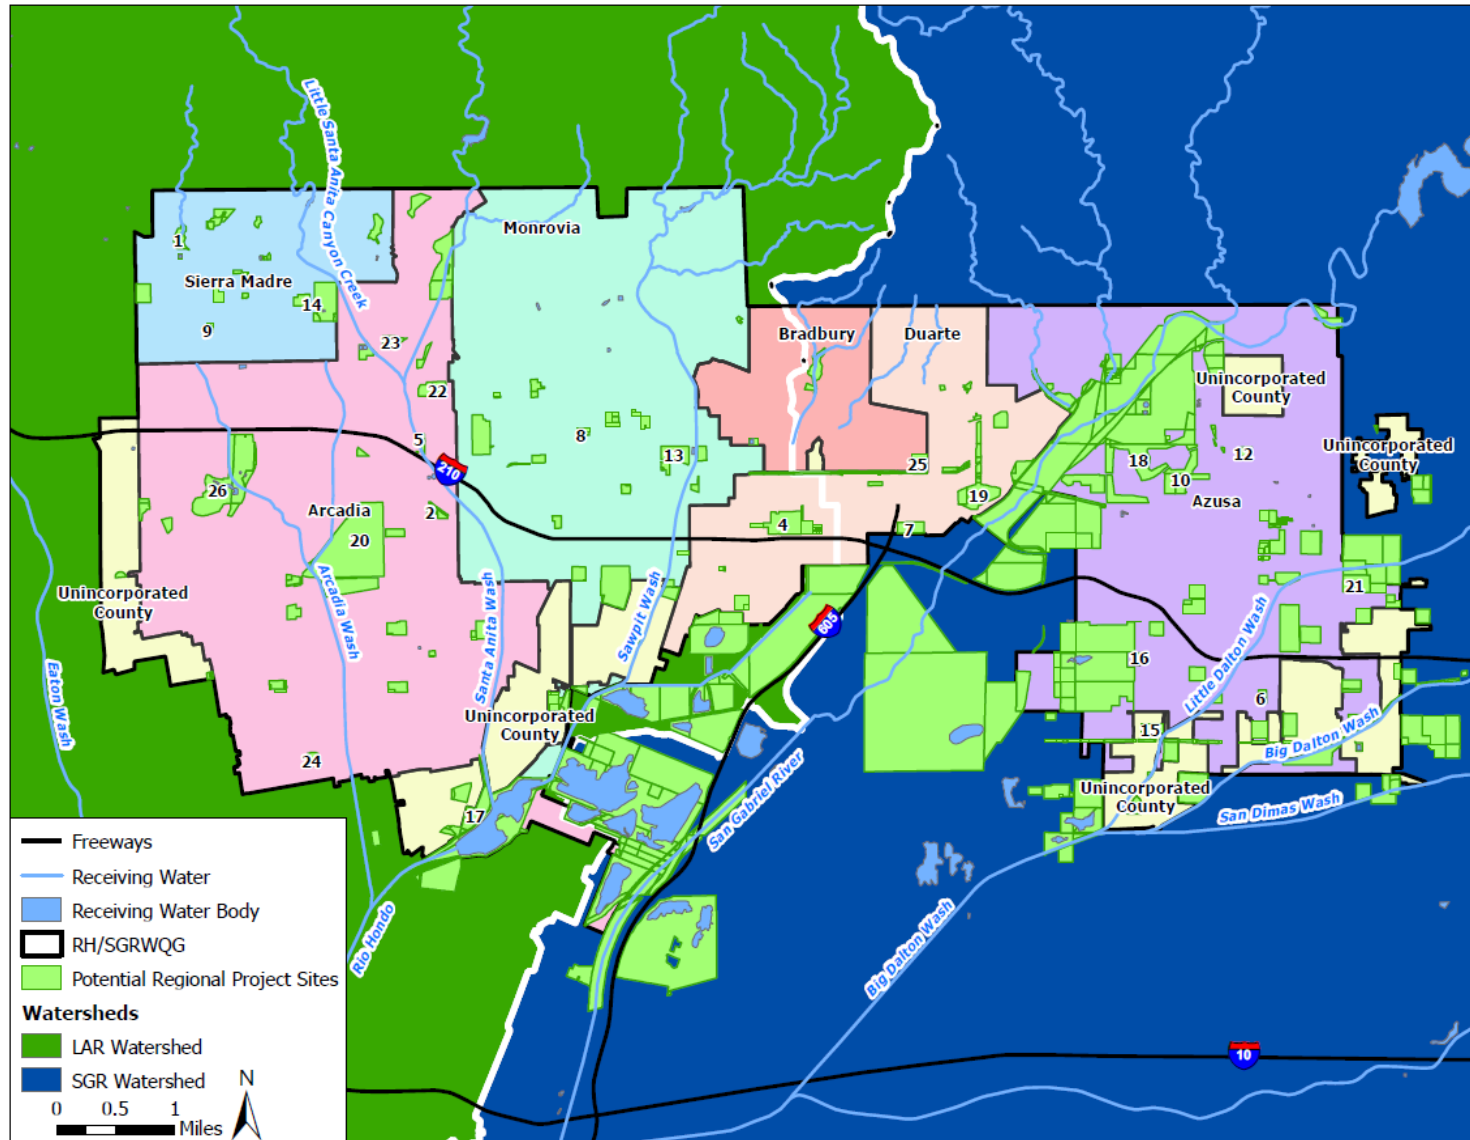 Little Santa Anita Canyon Creek
Monrovia
1
Sierra Madre
14
9
23
Bradbury
Duarte
22
Unincorporated
County
5
8
13
210
25
18
12
Unincorporated
County
26
Arcadia
2
10
19
Azusa
20
4
7
Unincorporated
County
Arcadia Wash
Santa Anita Wash
Sawpit Wash
605
21
Little Dalton Wash
Eaton Wash
16
6
Unincorporated
County
15
Big Dalton Wash
24
San Gabriel River
Unincorporated
County
San Dimas Wash
17
Rio Hondo
Big Dalton Wash
10
Freeways
Receiving Water
Receiving Water Body
RH/SGRWQG
Potential Regional Project Sites
Watersheds
LAR Watershed
SGR Watershed
N
0 0.5 1
Miles